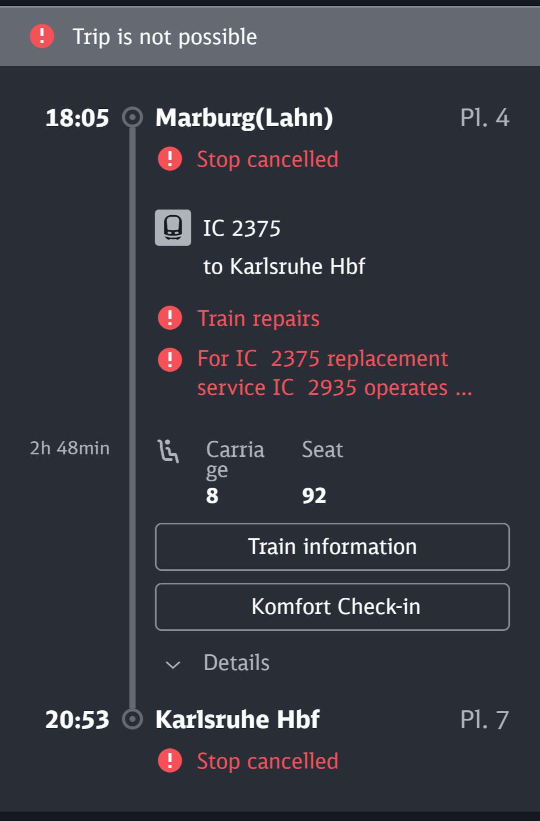 Trip is not possible
18:05 Marburg(Lahn) Pl. 4
Stop cancelled
IC 2375
to Karlsruhe Hbf
Train repairs
For IC  2375 replacement
service IC  2935 operates ...
2h 48min Carria Seat
ge
8 92
Train information
Komfort Check-in
Details
20:53 Karlsruhe Hbf Pl. 7
Stop cancelled